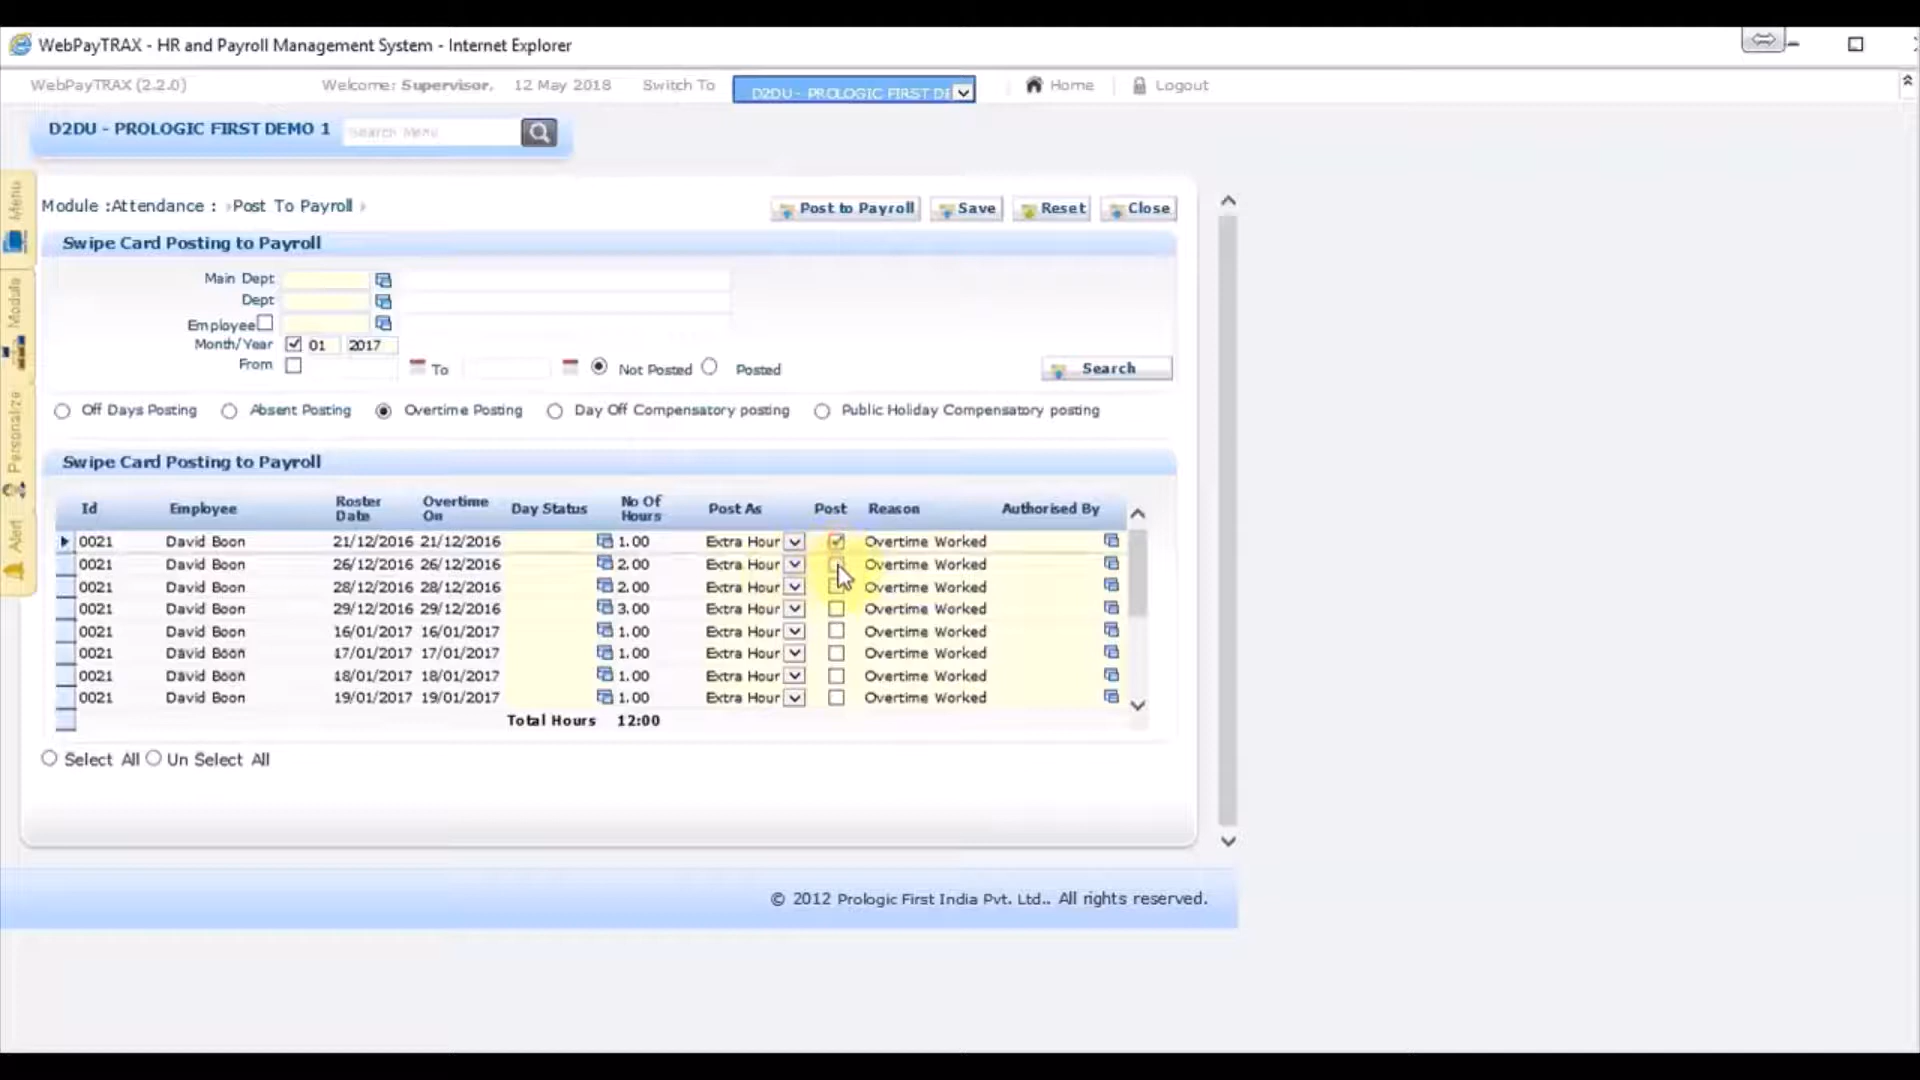 WebPayTRAX - HR and Payroll Management System - Internet Explorer
WebPayTRAX (2.2.0) Welcome: Supervisor, 12 May 2018 Switch To D2DU - PROLOGIC FIRST DE Home Logout
D2DU - PROLOGIC FIRST DEMO 1 Search Menu
Menu
Module
Personalize
Alert
Module :Attendance : Post To Payroll Post to Payroll Save Reset Close
Swipe Card Posting to Payroll
Main Dept
Dept
Employee
Month/Year 01 2017
From To Not Posted Posted Search
Off Days Posting Absent Posting Overtime Posting Day Off Compensatory posting Public Holiday Compensatory posting
Swipe Card Posting to Payroll
Id Employee Roster Date Overtime On Day Status No Of Hours Post As Post Reason Authorised By
0021 David Boon 21/12/2016 21/12/2016 1.00 Extra Hour Overtime Worked
0021 David Boon 26/12/2016 26/12/2016 2.00 Extra Hour Overtime Worked
0021 David Boon 28/12/2016 28/12/2016 2.00 Extra Hour Overtime Worked
0021 David Boon 29/12/2016 29/12/2016 3.00 Extra Hour Overtime Worked
0021 David Boon 16/01/2017 16/01/2017 1.00 Extra Hour Overtime Worked
0021 David Boon 17/01/2017 17/01/2017 1.00 Extra Hour Overtime Worked
0021 David Boon 18/01/2017 18/01/2017 1.00 Extra Hour Overtime Worked
0021 David Boon 19/01/2017 19/01/2017 1.00 Extra Hour Overtime Worked
Total Hours 12:00
Select All Un Select All
© 2012 Prologic First India Pvt. Ltd.. All rights reserved.